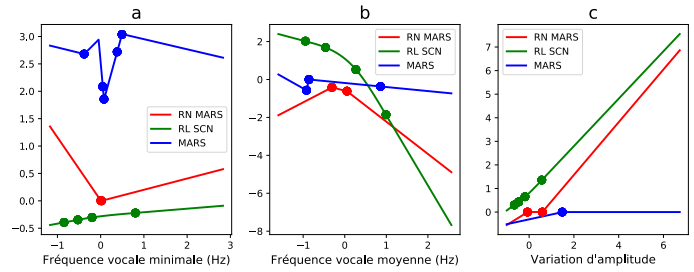 a
b
c
3.0
2.5
2.0
1.5
1.0
0.5
0.0
−0.5
−1
0
1
2
3
RN MARS
RL SCN
MARS
Fréquence vocale minimale (Hz)
2
0
−2
−4
−6
−8
−1
0
1
2
RN MARS
RL SCN
MARS
Fréquence vocale moyenne (Hz)
7
6
5
4
3
2
1
0
0
2
4
6
RN MARS
RL SCN
MARS
Variation d'amplitude